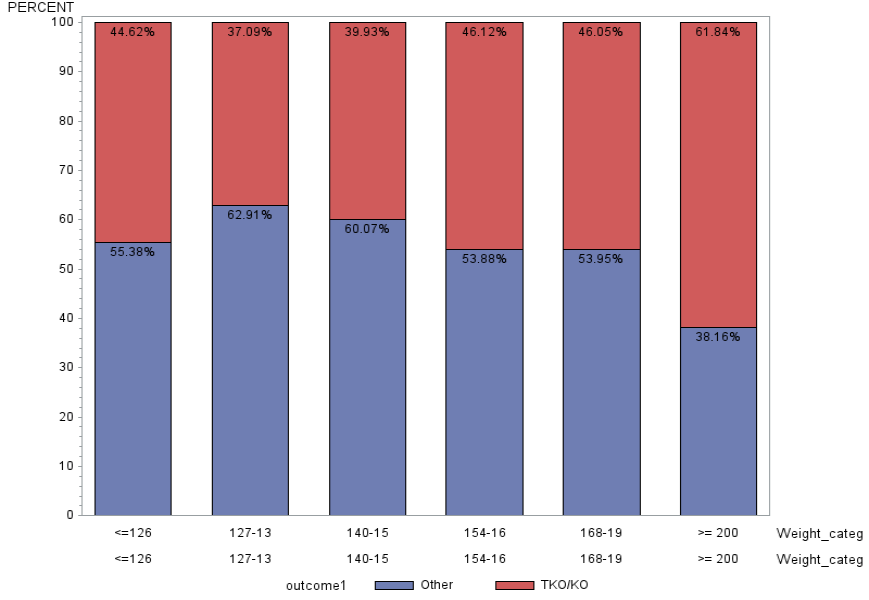 PERCENT
100
44.62% 37.09% 39.93% 46.12% 46.05% 61.84%
90
80
70
60
62.91%
60.07%
55.38% 53.88% 53.95%
50
40
38.16%
30
20
10
0
<=126 127-13 140-15 154-16 168-19 >= 200 Weight_categ
<=126 127-13 140-15 154-16 168-19 >= 200 Weight_categ
outcome1 Other TKO/KO